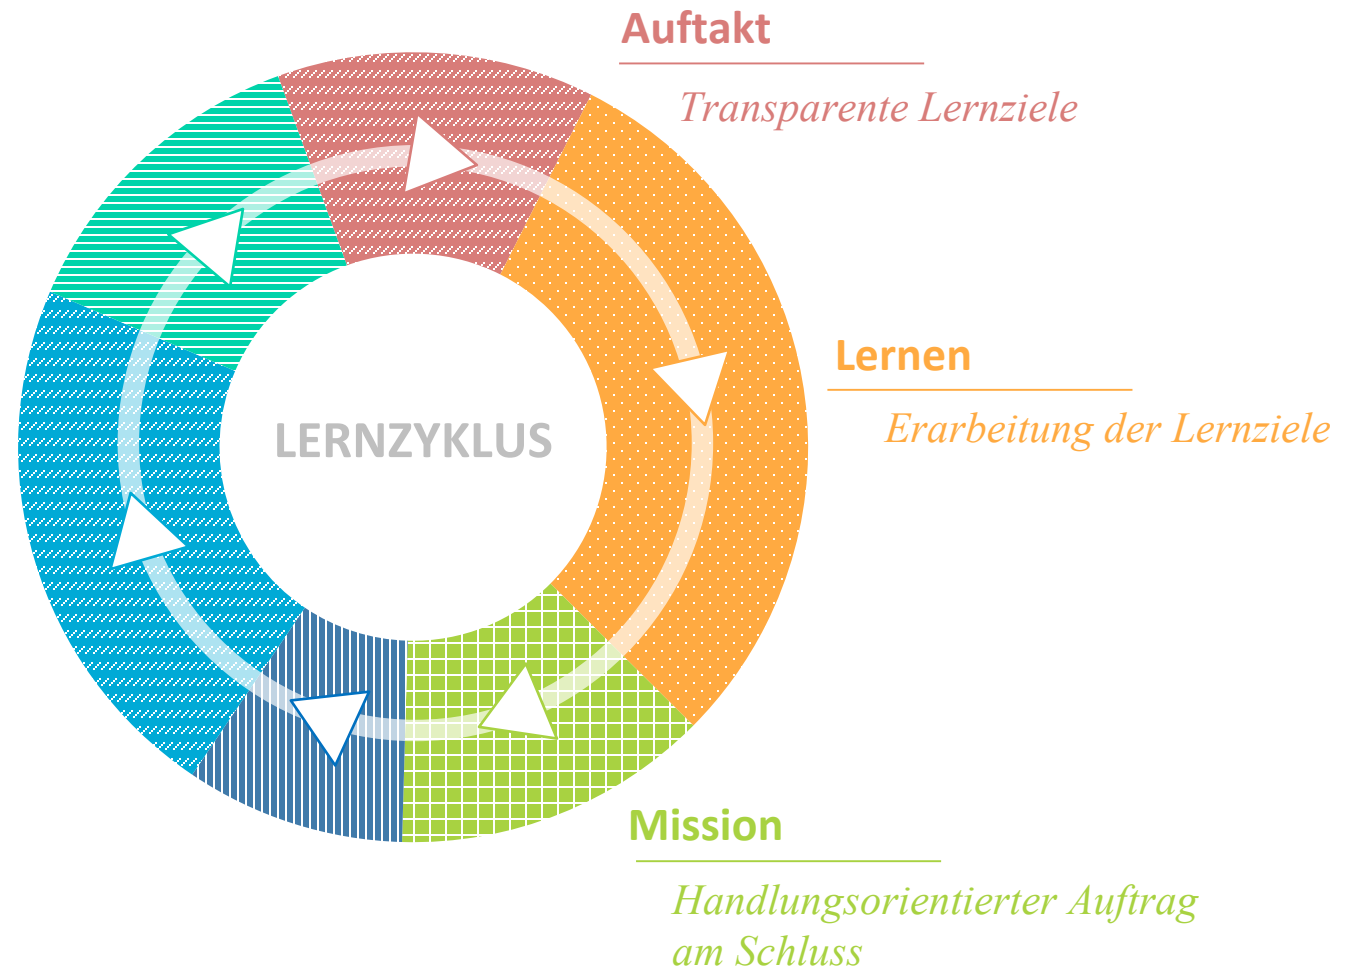 Auftakt
Transparente Lernziele
Lernen
Erarbeitung der Lernziele
LERNZYKLUS
Mission
Handlungsorientierter Auftrag
am Schluss